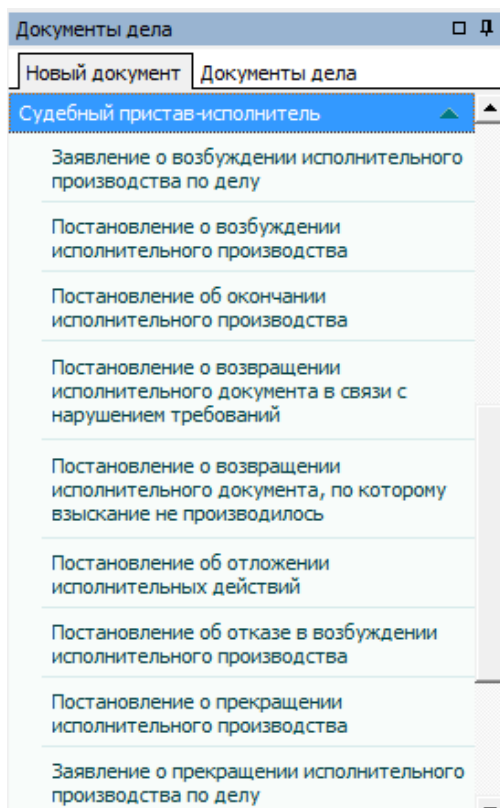 Документы дела
Новый документ Документы дела
Судебный пристав-исполнитель
Заявление о возбуждении исполнительного
производства по делу
Постановление о возбуждении
исполнительного производства
Постановление об окончании
исполнительного производства
Постановление о возвращении
исполнительного документа в связи с
нарушением требований
Постановление о возвращении
исполнительного документа, по которому
взыскание не производилось
Постановление об отложении
исполнительных действий
Постановление об отказе в возбуждении
исполнительного производства
Постановление о прекращении
исполнительного производства
Заявление о прекращении исполнительного
производства по делу